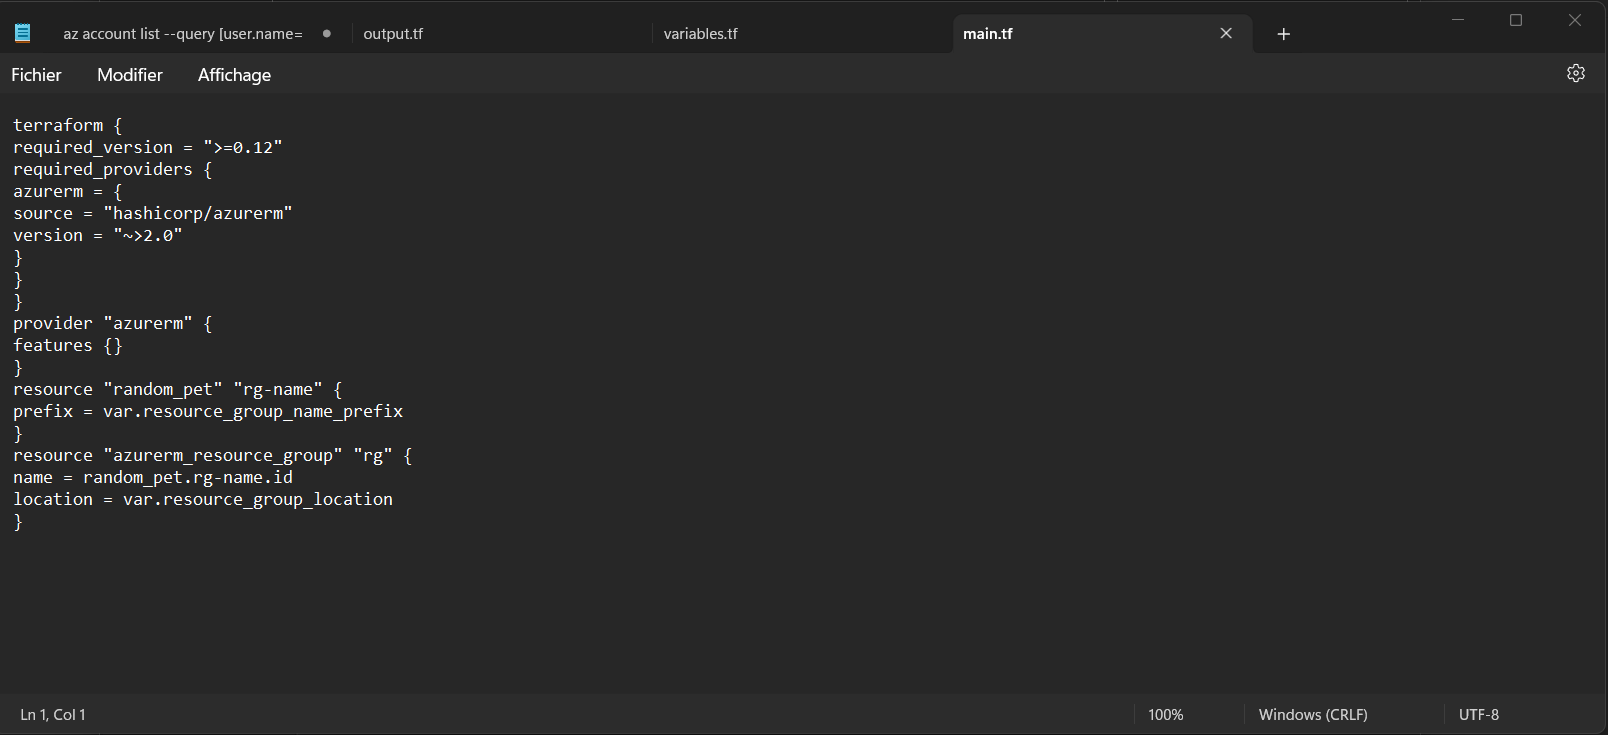 az account list --query [user.name=
output.tf
variables.tf
main.tf
Fichier
Modifier
Affichage
terraform {
required_version = ">=0.12"
required_providers {
azurerm = {
source = "hashicorp/azurerm"
version = "~>2.0"
}
}
}
provider "azurerm" {
features {}
}
resource "random_pet" "rg-name" {
prefix = var.resource_group_name_prefix
}
resource "azurerm_resource_group" "rg" {
name = random_pet.rg-name.id
location = var.resource_group_location
}
Ln 1, Col 1
100%
Windows (CRLF)
UTF-8